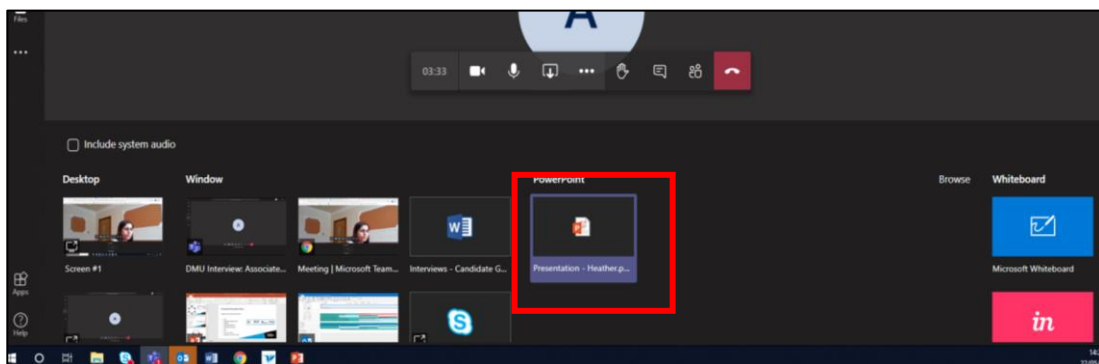 Files
A
03:33
Include system audio
Desktop Window PowerPoint Browse Whiteboard
Screen #1 DMU Interview: Associate... Meeting | Microsoft Team... Interviews - Candidate G... Presentation - Heather.p... Microsoft Whiteboard
Apps
Help
in